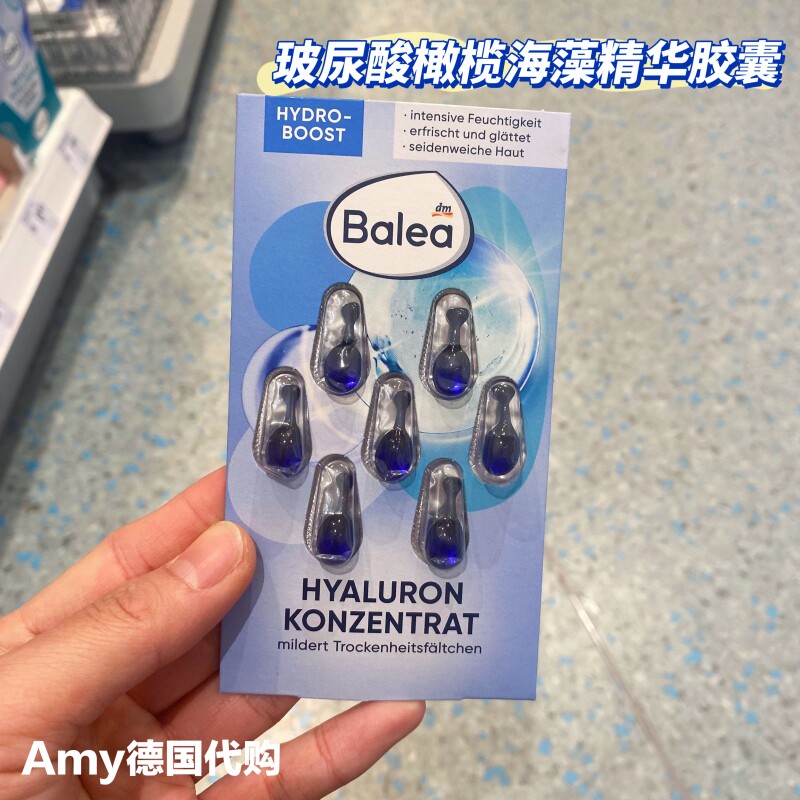 玻尿酸橄榄海藻精华胶囊
HYDRO-
BOOST
· intensive Feuchtigkeit
· erfrischt und glättet
· seidenweiche Haut
dm
Balea
HYALURON
KONZENTRAT
mildert Trockenheitsfältchen
Amy德国代购